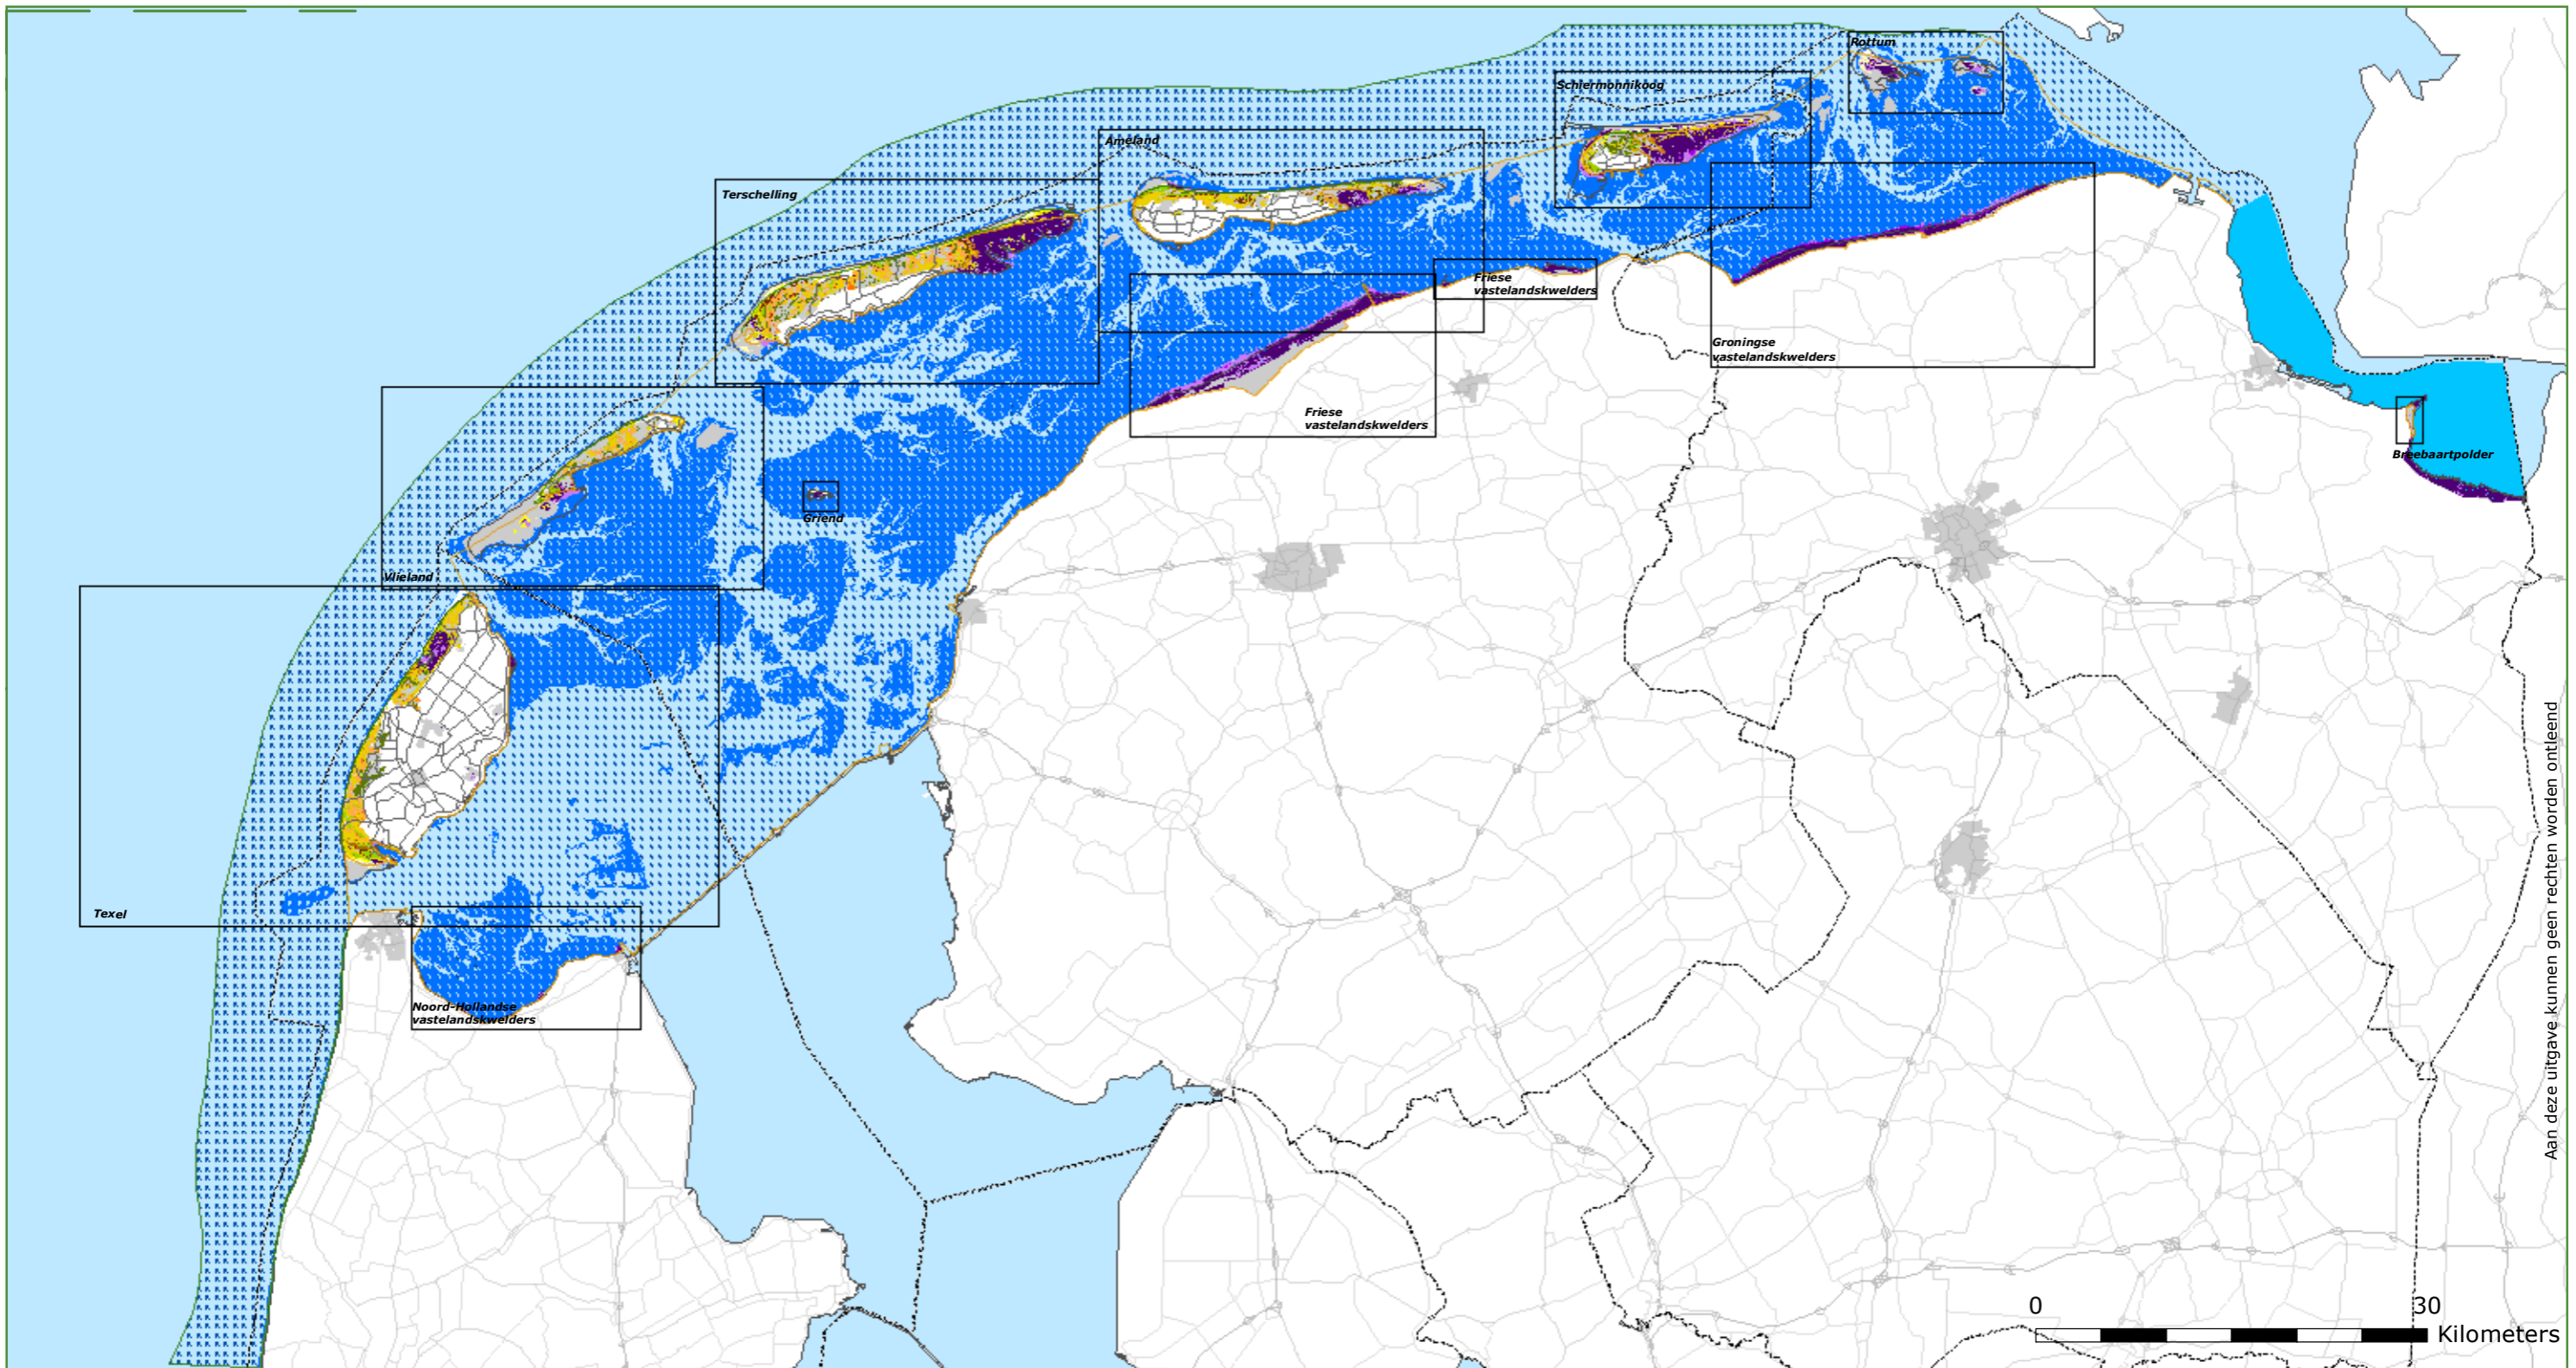 Rottum
Schiermonnikoog
Ameland
Terschelling
Friese
vastelandskwelders
Groningse
vastelandskwelders
Friese
vastelandskwelders
Breebaartpolder
Griend
Vlieland
Texel
Noord-Hollandse
vastelandskwelders
Aan deze uitgave kunnen geen rechten worden ontleend
0 30
Kilometers